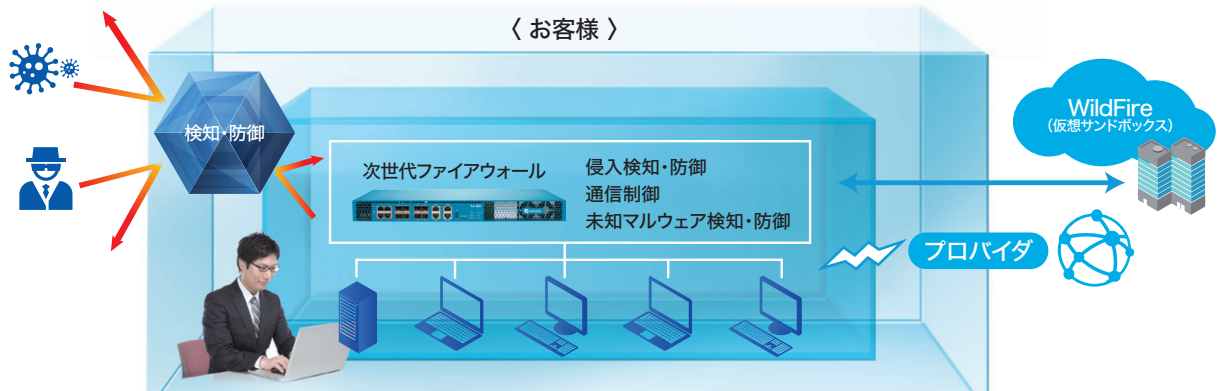 〈 お客様 〉
検知・防御
次世代ファイアウォール
侵入検知・防御
通信制御
未知マルウェア検知・防御
WildFire
（仮想サンドボックス）
プロバイダ